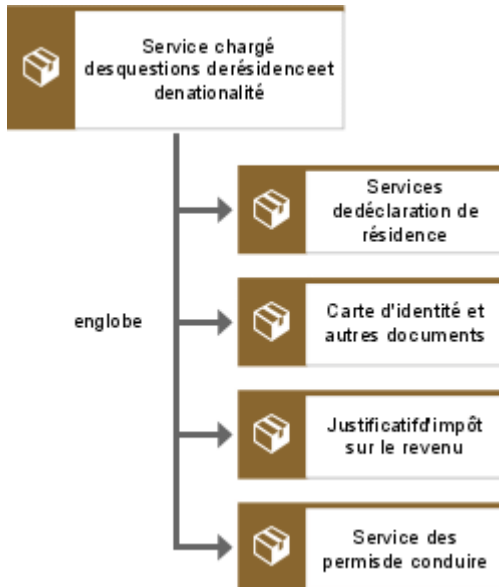 Service chargé
desquestions derésidenceet
denationalité
Services
dedéclaration de
résidence
englobe
Carte d'identité et
autres documents
Justificatifd'impôt
sur le revenu
Service des
permisde conduire